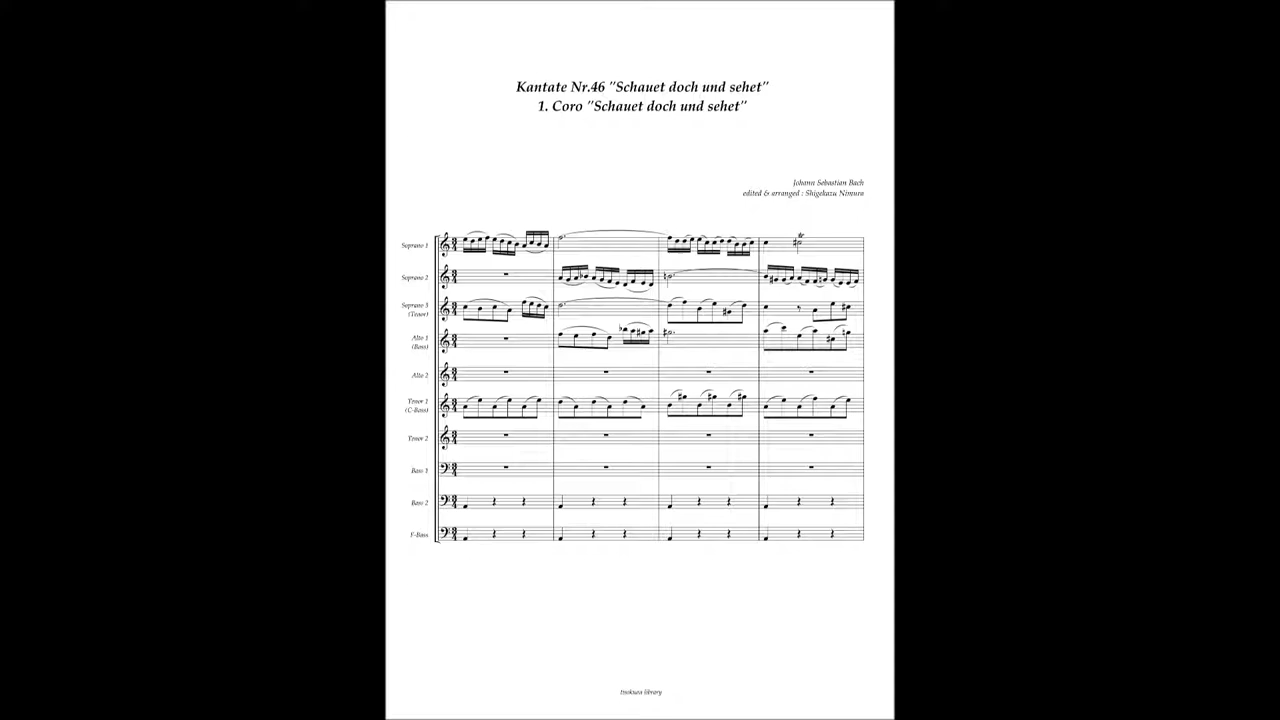 Kantate Nr.46 "Schauet doch und sehet"
1. Coro "Schauet doch und sehet"
Johann Sebastian Bach
edited & arranged : Shigekazu Nimura
Soprano 1
Soprano 2
Soprano 3
(Tenor)
Alto 1
(Bass)
Alto 2
Tenor 1
(C-Bass)
Tenor 2
Bass 1
Bass 2
F-Bass
library